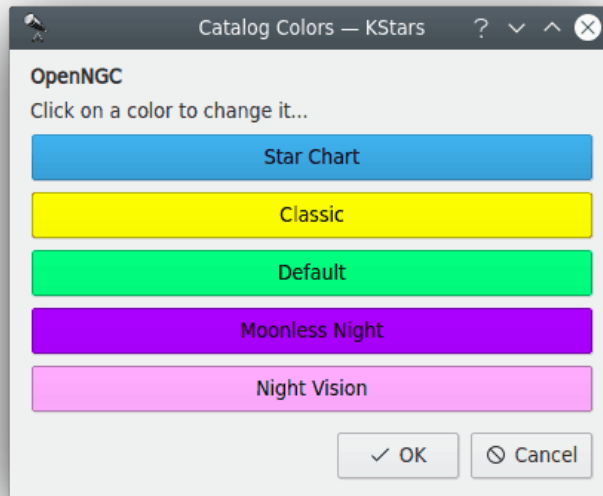 Catalog Colors — KStars
OpenNGC
Click on a color to change it...
Star Chart
Classic
Default
Moonless Night
Night Vision
OK Cancel